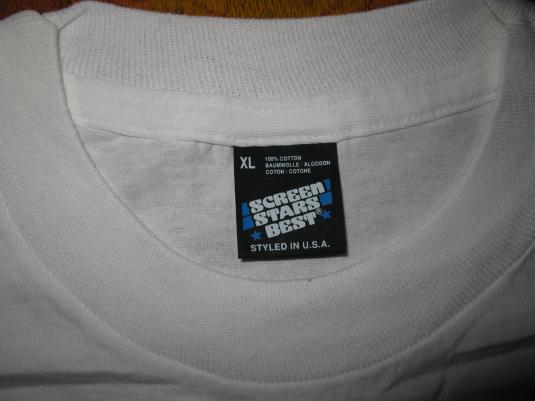 XL
100% COTTON
BAUMWOLLE : ALGODON
COTON : COTONE
SCREEN
STARS
BEST®
STYLED IN U.S.A.